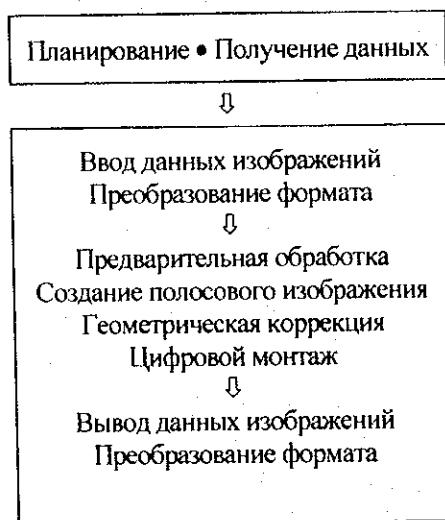 Планирование • Получение данных
⇩
Ввод данных изображений
Преобразование формата
⇩
Предварительная обработка
Создание полосового изображения
Геометрическая коррекция
Цифровой монтаж
⇩
Вывод данных изображений
Преобразование формата